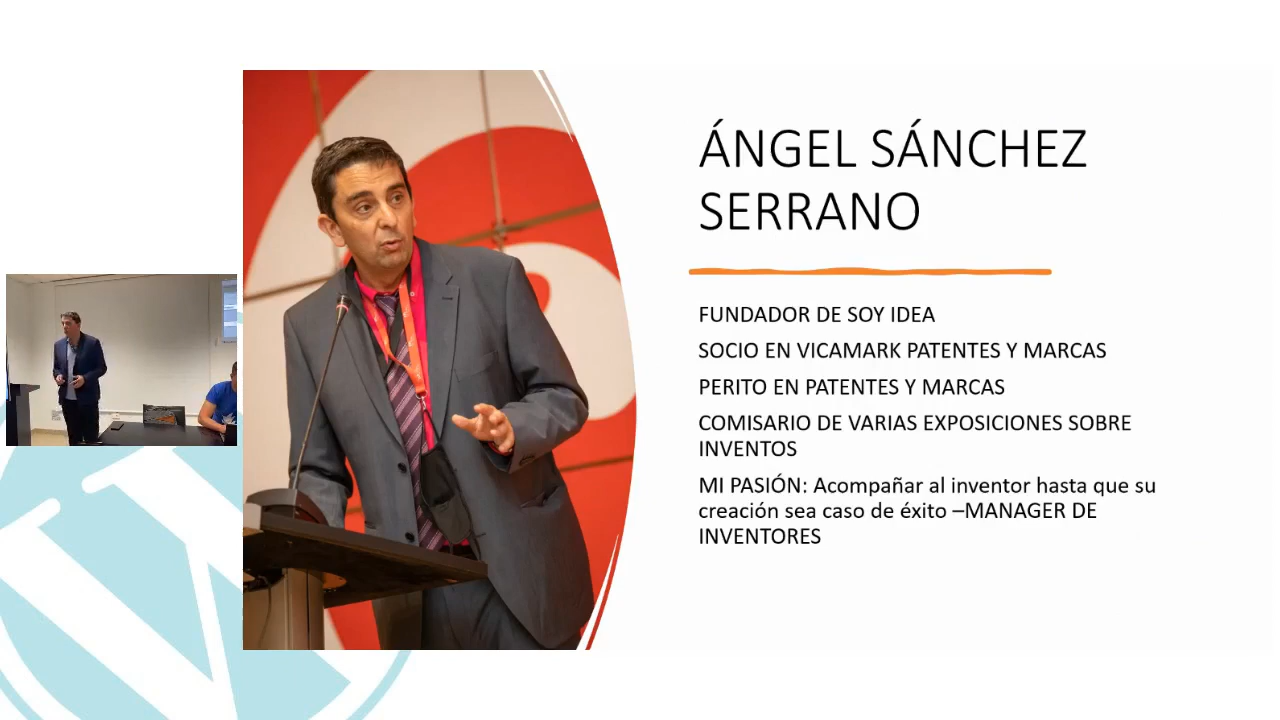 ÁNGEL SÁNCHEZ
SERRANO
FUNDADOR DE SOY IDEA
SOCIO EN VICAMARK PATENTES Y MARCAS
PERITO EN PATENTES Y MARCAS
COMISARIO DE VARIAS EXPOSICIONES SOBRE
INVENTOS
MI PASIÓN: Acompañar al inventor hasta que su
creación sea caso de éxito –MANAGER DE
INVENTORES